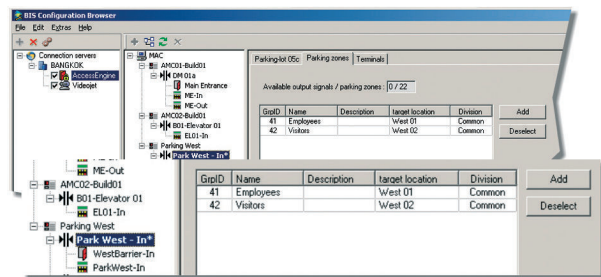 BIS Configuration Browser
File Edit Extras Help
Connection servers
BANGKOK
AccessEngine
Videojet
MAC
AMC01-Build01
DM 01a
Main Entrance
ME-In
ME-Out
AMC02-Build01
B01-Elevator 01
EL01-In
Parking West
Park West - In*
Parking-lot 05c Parking zones Terminals
Available output signals / parking zones: 0 / 22
GrpID Name Description target location Division
41 Employees West 01 Common
42 Visitors West 02 Common
Add
Deselect
ME-Out
AMC02-Build01
B01-Elevator 01
EL01-In
Parking West
Park West - In*
WestBarrier - In
ParkWest-In
GrpID Name Description target location Division
41 Employees West 01 Common
42 Visitors West 02 Common
Add
Deselect